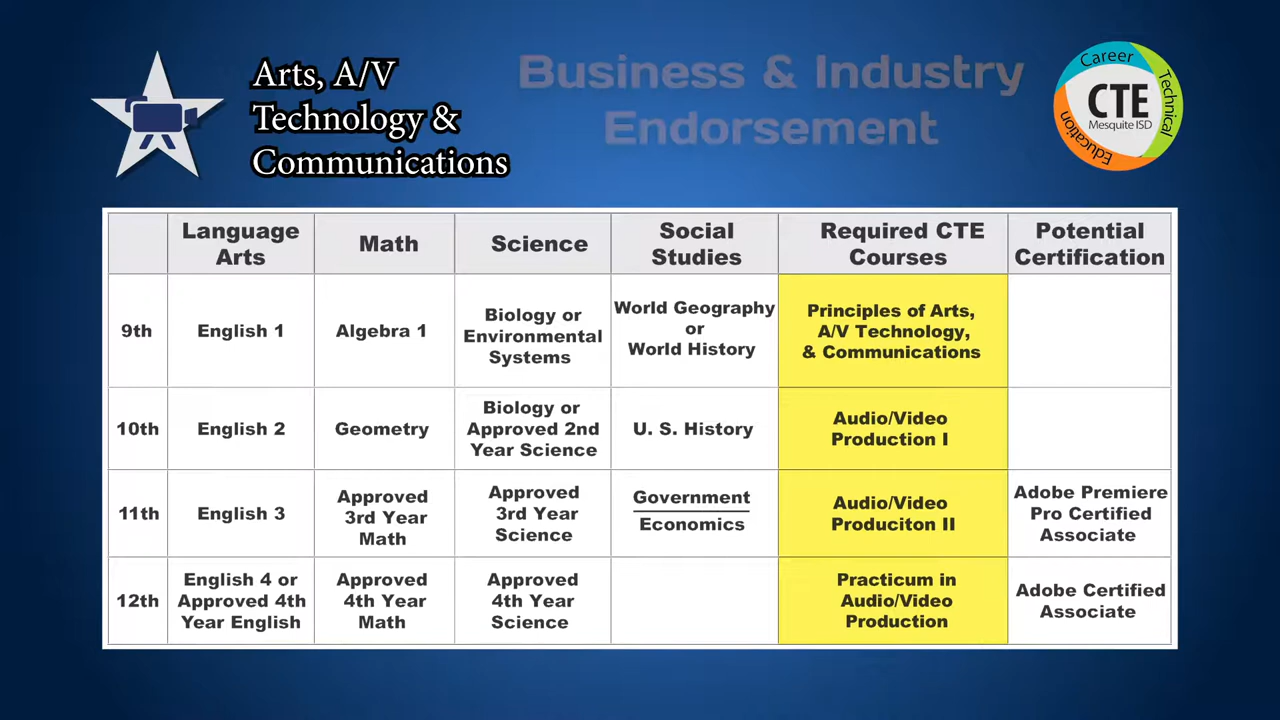 Arts, A/V
Technology &
Communications
Business & Industry
Endorsement
Career
Technical
Education
CTE
Mesquite ISD
Language
Arts
Math
Science
Social
Studies
Required CTE
Courses
Potential
Certification
9th
English 1
Algebra 1
Biology or
Environmental
Systems
World Geography
or
World History
Principles of Arts,
A/V Technology,
& Communications
10th
English 2
Geometry
Biology or
Approved 2nd
Year Science
U. S. History
Audio/Video
Production I
11th
English 3
Approved
3rd Year
Math
Approved
3rd Year
Science
Government
Economics
Audio/Video
Produciton II
Adobe Premiere
Pro Certified
Associate
12th
English 4 or
Approved 4th
Year English
Approved
4th Year
Math
Approved
4th Year
Science
Practicum in
Audio/Video
Production
Adobe Certified
Associate